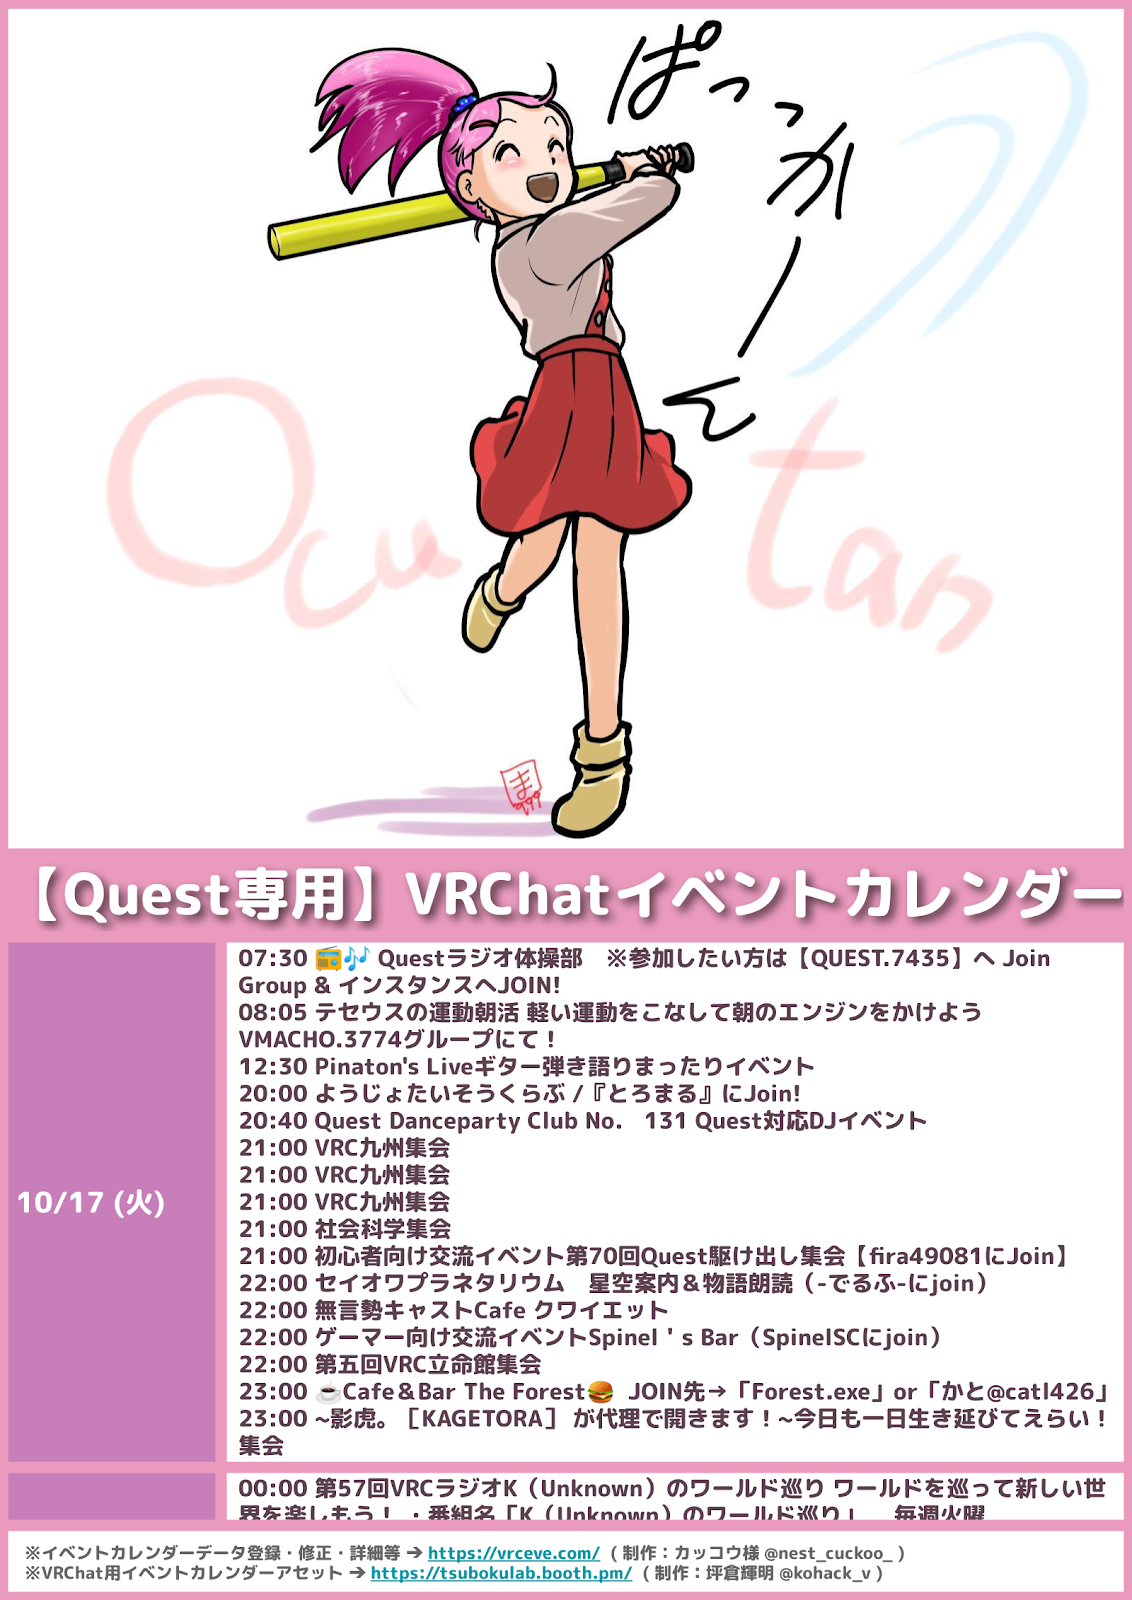 ぱっっかーん
Ocu tan
ま
999
【Quest専用】VRChatイベントカレンダー
10/17 (火)
07:30 📻🎶 Questラジオ体操部　※参加したい方は【QUEST.7435】へ Join
Group & インスタンスへJOIN!
08:05 テセウスの運動朝活 軽い運動をこなして朝のエンジンをかけよう
VMACHO.3774グループにて！
12:30 Pinaton's Liveギター弾き語りまったりイベント
20:00 ようじょたいそうくらぶ /『とろまる』にJoin!
20:40 Quest Danceparty Club No.　131 Quest対応DJイベント
21:00 VRC九州集会
21:00 VRC九州集会
21:00 VRC九州集会
21:00 社会科学集会
21:00 初心者向け交流イベント第70回Quest駆け出し集会【fira49081にJoin】
22:00 セイオワプラネタリウム　星空案内＆物語朗読（-でるふ-にjoin）
22:00 無言勢キャストCafe クワイエット
22:00 ゲーマー向け交流イベントSpinel＇s Bar（SpinelSCにjoin）
22:00 第五回VRC立命館集会
23:00 ☕Cafe＆Bar The Forest🍔 JOIN先→「Forest.exe」or「かと@catl426」
23:00 ~影虎。［KAGETORA］ が代理で開きます！~今日も一日生き延びてえらい！
集会
00:00 第57回VRCラジオK（Unknown）のワールド巡り ワールドを巡って新しい世
界を楽しもう！ ・番組名「K（Unknown）のワールド巡り」　毎週火曜
※イベントカレンダーデータ登録・修正・詳細等 ➔ https://vrceve.com/ （ 制作：カッコウ様 @nest_cuckoo_ ）
※VRChat用イベントカレンダーアセット ➔ https://tsubokulab.booth.pm/ （ 制作：坪倉輝明 @kohack_v ）